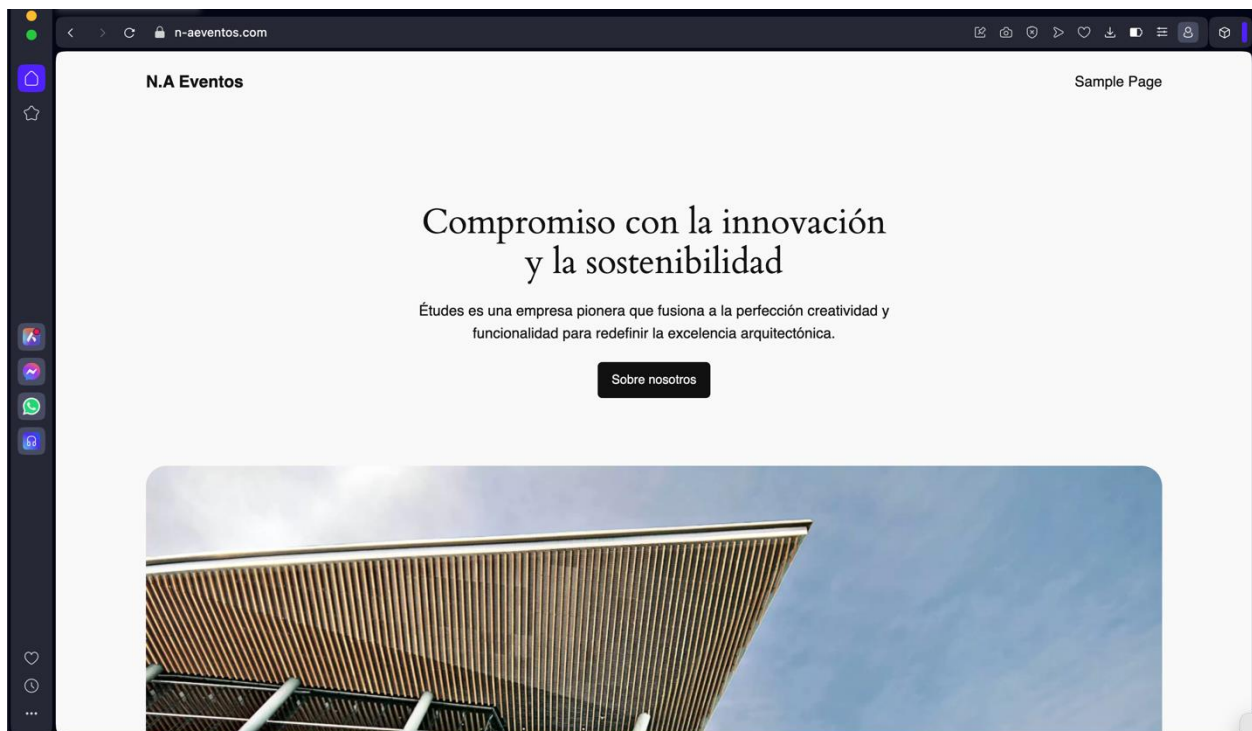 n-aeventos.com
N.A Eventos
Sample Page
Compromiso con la innovación
y la sostenibilidad
Études es una empresa pionera que fusiona a la perfección creatividad y
funcionalidad para redefinir la excelencia arquitectónica.
Sobre nosotros